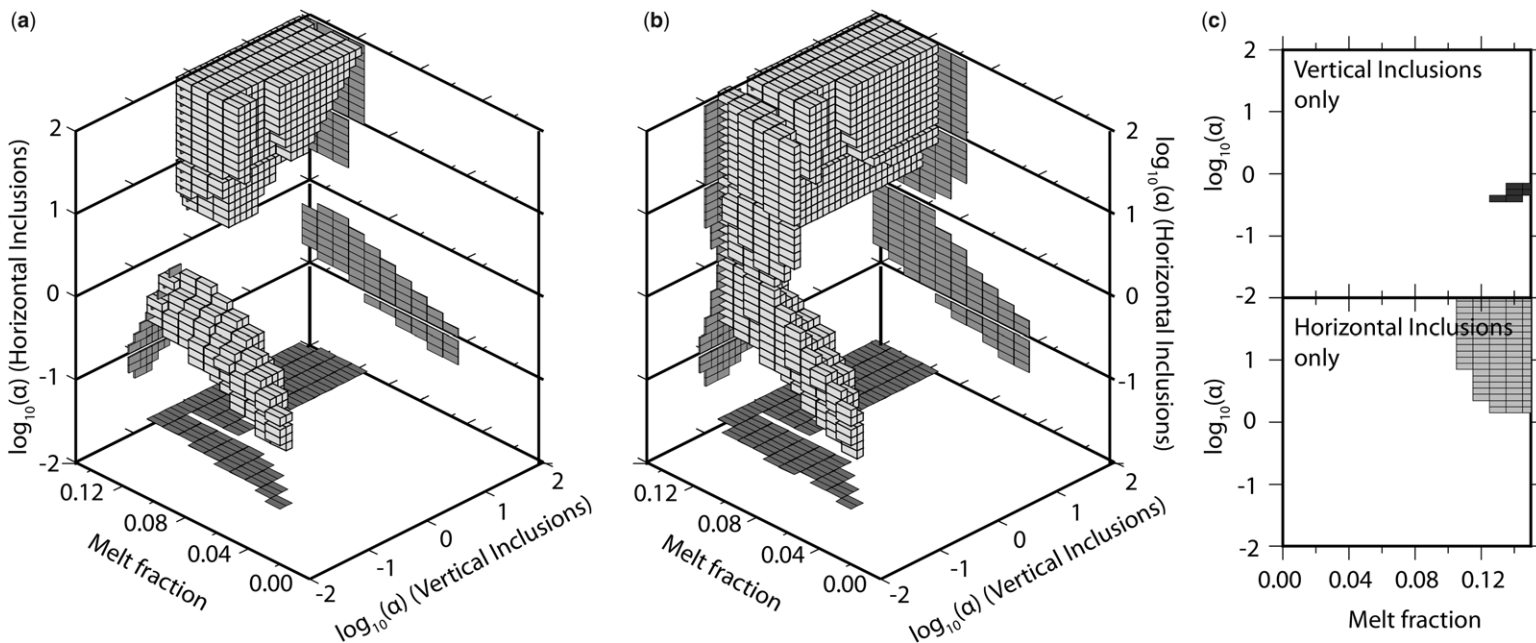 (a)
2
1
0
-1
-2
log10(α) (Horizontal Inclusions)
0.12
0.08
0.04
0.00
Melt fraction
-2
-1
0
1
2
log10(α) (Vertical Inclusions)
(b)
2
1
0
-1
-2
log10(α) (Horizontal Inclusions)
0.12
0.08
0.04
0.00
Melt fraction
-2
-1
0
1
2
log10(α) (Vertical Inclusions)
(c)
2
1
0
-1
-2
log10(α)
Vertical Inclusions
only
1
0
-1
-2
log10(α)
Horizontal Inclusions
only
0.00
0.04
0.08
0.12
Melt fraction